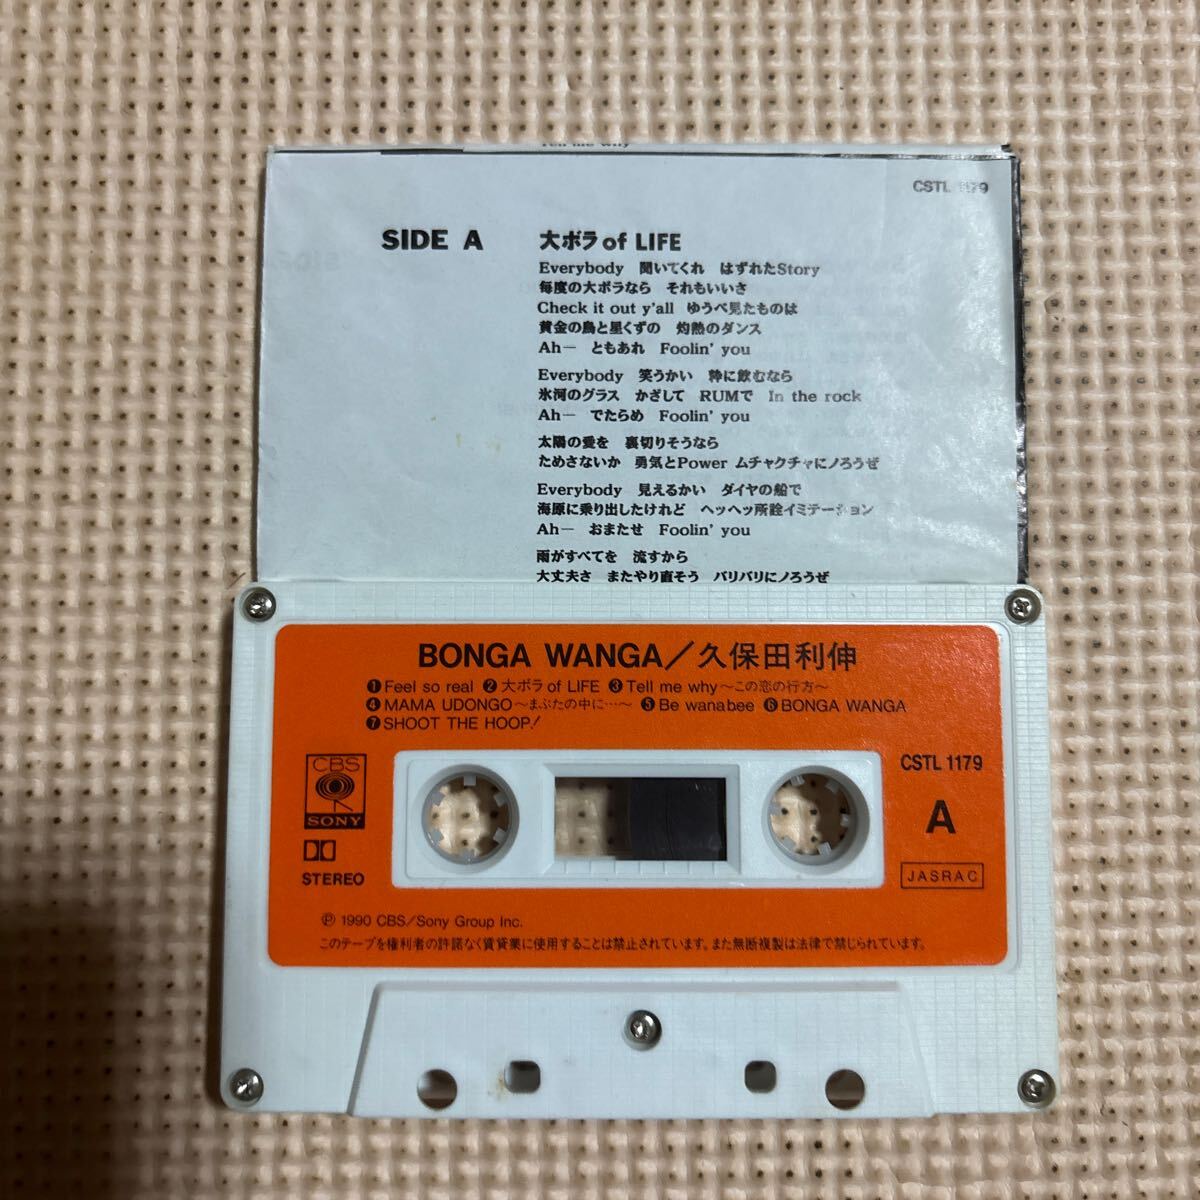 Tell me why
CSTL 1179
SIDE A
大ボラ of LIFE
Everybody 聞いてくれ はずれたStory
毎度の大ボラなら それもいいさ
Check it out y'all ゆうべ見たものは
黄金の鳥と星くずの 灼熱のダンス
Ah— ともあれ Foolin' you
Everybody 笑うかい 粋に飲むなら
氷河のグラス かざして RUMで In the rock
Ah— でたらめ Foolin' you
太陽の愛を 裏切りそうなら
ためさないか 勇気とPower ムチャクチャにノろうぜ
Everybody 見えるかい ダイヤの船で
海原に乗り出したけれど ヘッヘッ所詮イミテーション
Ah— おまたせ Foolin' you
雨がすべてを 流すから
大丈夫さ またやり直そう バリバリにノろうぜ
BONGA WANGA／久保田利伸
❶Feel so real ❷大ボラ of LIFE ❸Tell me why〜この恋の行方〜
❹MAMA UDONGO〜まぶたの中に…〜 ❺Be wanabee ❻BONGA WANGA
❼SHOOT THE HOOP!
CBS
SONY
STEREO
CSTL 1179
A
JASRAC
Ⓟ 1990 CBS/Sony Group Inc.
このテープを権利者の許諾なく賃貸業に使用することは禁止されています。また無断複製は法律で禁じられています。